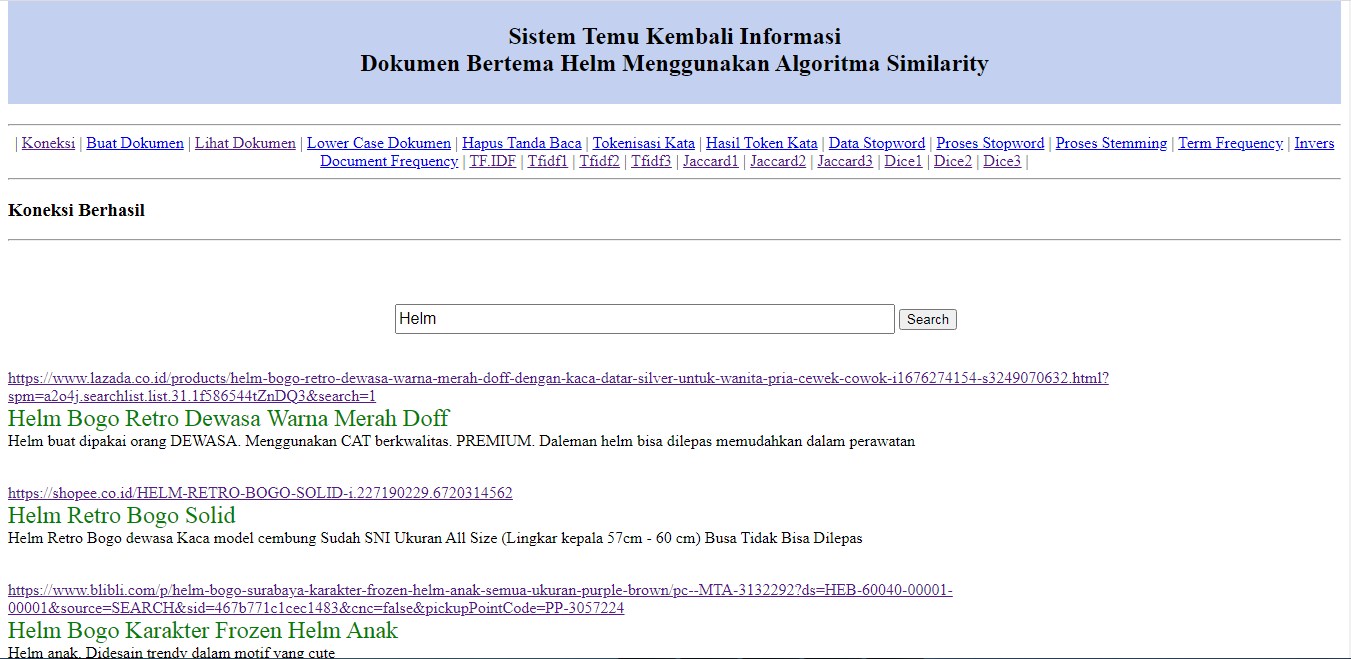 Sistem Temu Kembali Informasi
Dokumen Bertema Helm Menggunakan Algoritma Similarity
| Koneksi | Buat Dokumen | Lihat Dokumen | Lower Case Dokumen | Hapus Tanda Baca | Tokenisasi Kata | Hasil Token Kata | Data Stopword | Proses Stopword | Proses Stemming | Term Frequency | Invers
Document Frequency | TF.IDF | Tfidf1 | Tfidf2 | Tfidf3 | Jaccard1 | Jaccard2 | Jaccard3 | Dice1 | Dice2 | Dice3 |
Koneksi Berhasil
Helm Search
https://www.lazada.co.id/products/helm-bogo-retro-dewasa-warna-merah-doff-dengan-kaca-datar-silver-untuk-wanita-pria-cewek-cowok-i1676274154-s3249070632.html?
spm=a2o4j.searchlist.list.31.1f586544tZnDQ3&search=1
Helm Bogo Retro Dewasa Warna Merah Doff
Helm buat dipakai orang DEWASA. Menggunakan CAT berkwalitas. PREMIUM. Daleman helm bisa dilepas memudahkan dalam perawatan
https://shopee.co.id/HELM-RETRO-BOGO-SOLID-i.227190229.6720314562
Helm Retro Bogo Solid
Helm Retro Bogo dewasa Kaca model cembung Sudah SNI Ukuran All Size (Lingkar kepala 57cm - 60 cm) Busa Tidak Bisa Dilepas
https://www.blibli.com/p/helm-bogo-surabaya-karakter-frozen-helm-anak-semua-ukuran-purple-brown/pc--MTA-3132292?ds=HEB-60040-00001-
00001&source=SEARCH&sid=467b771c1cec1483&cnc=false&pickupPointCode=PP-3057224
Helm Bogo Karakter Frozen Helm Anak
Helm anak. Didesain trendy dalam motif yang cute